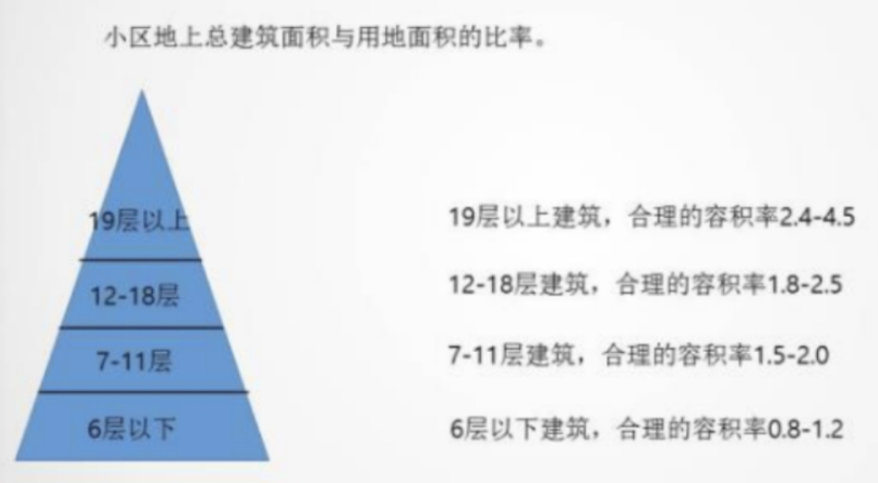 小区地上总建筑面积与用地面积的比率。
19层以上
19层以上建筑，合理的容积率2.4-4.5
12-18层
12-18层建筑，合理的容积率1.8-2.5
7-11层
7-11层建筑，合理的容积率1.5-2.0
6层以下
6层以下建筑，合理的容积率0.8-1.2